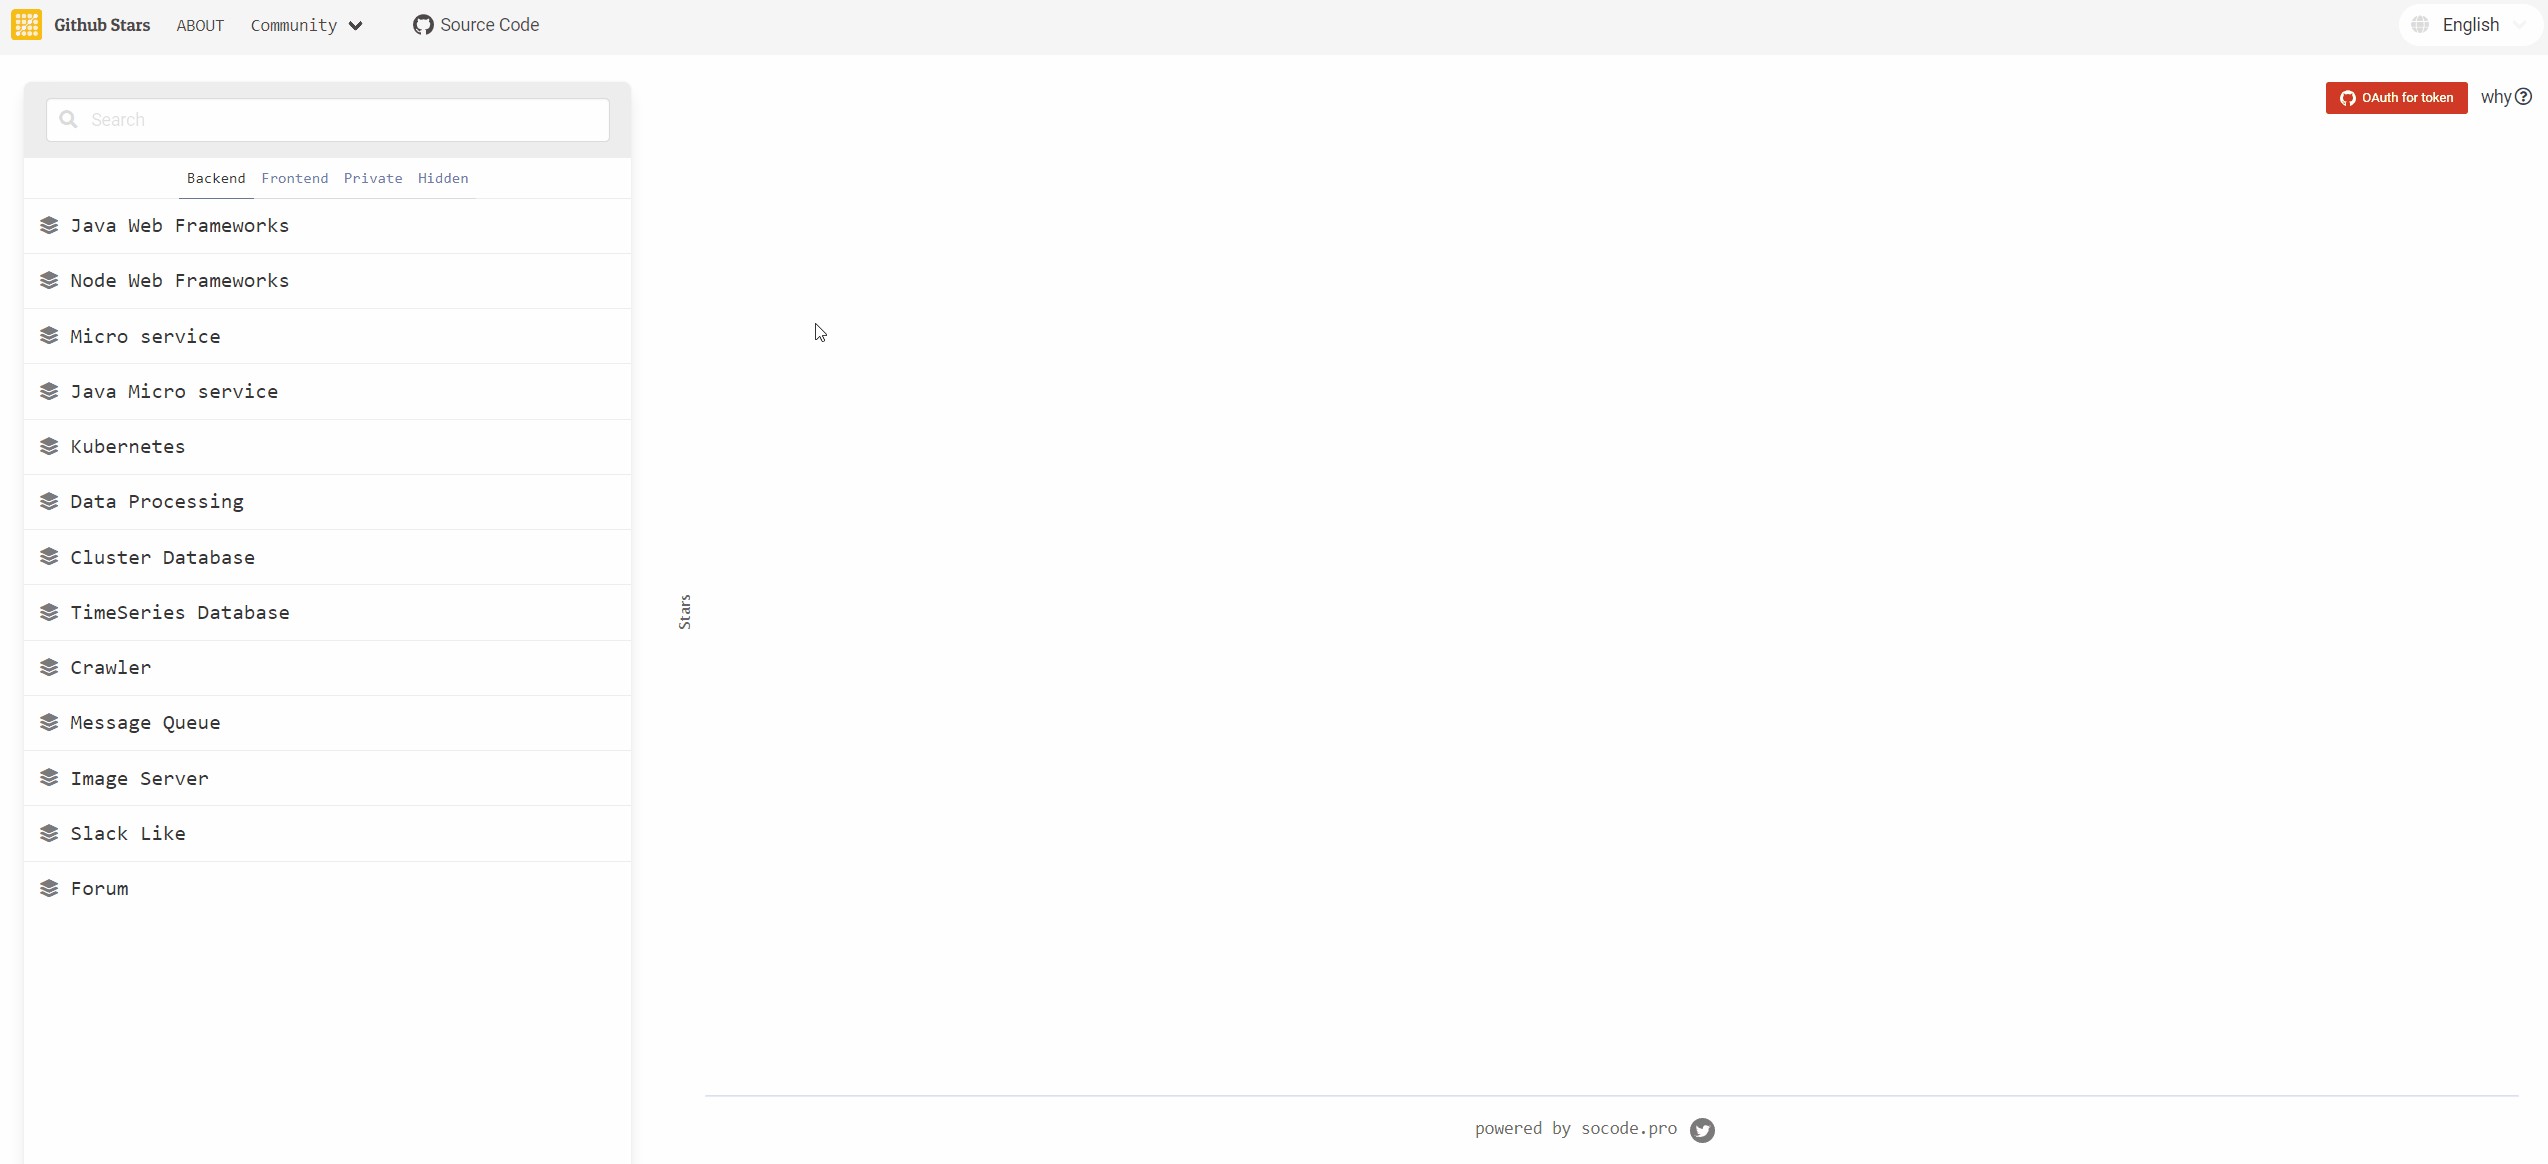 Github Stars ABOUT Community Source Code English
OAuth for token why
Search
Backend Frontend Private Hidden
Java Web Frameworks
Node Web Frameworks
Micro service
Java Micro service
Kubernetes
Data Processing
Cluster Database
TimeSeries Database
Crawler
Message Queue
Image Server
Slack Like
Forum
Stars
powered by socode.pro